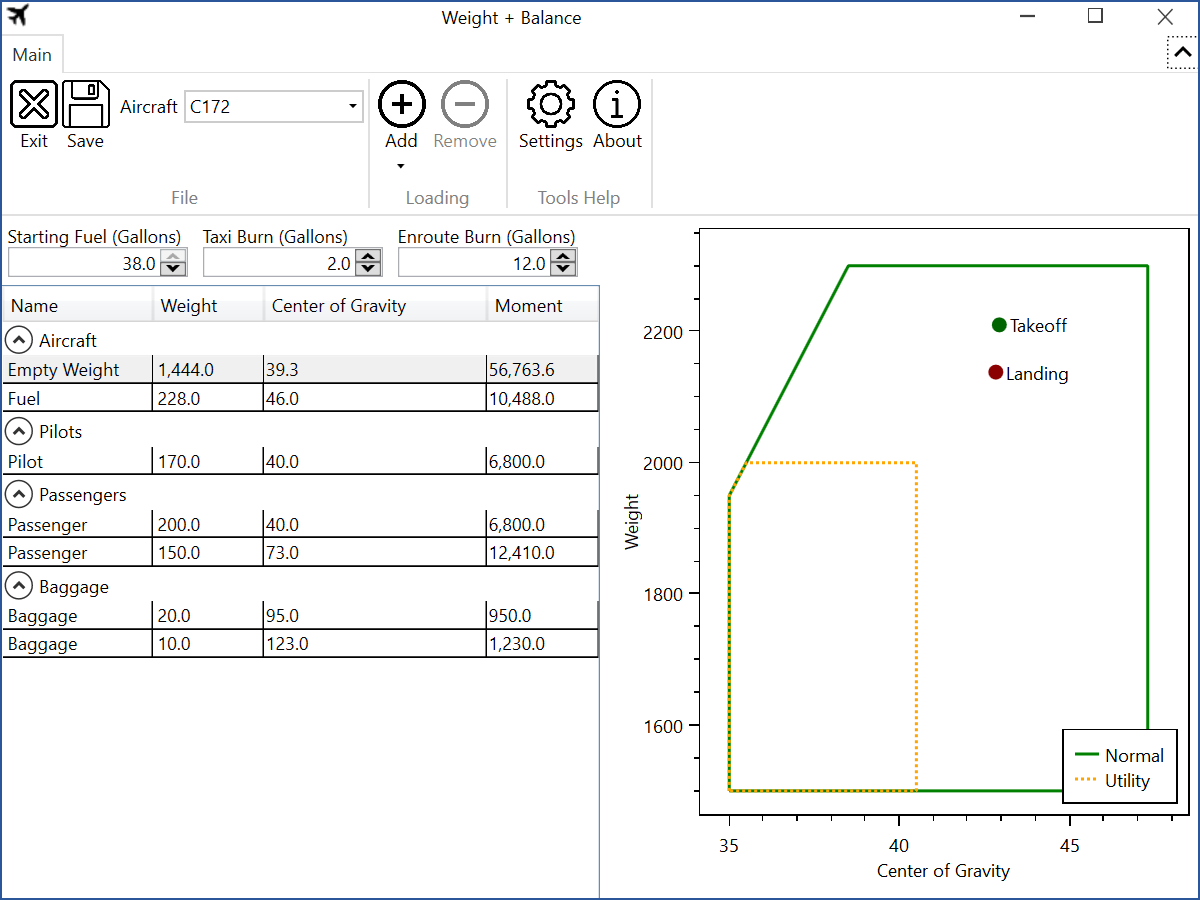 Weight + Balance
Main
Exit
Save
Aircraft C172
Add
Remove
Settings
About
File
Loading
Tools Help
Starting Fuel (Gallons) Taxi Burn (Gallons) Enroute Burn (Gallons)
38.0 2.0 12.0
Name Weight Center of Gravity Moment
Aircraft
Empty Weight 1,444.0 39.3 56,763.6
Fuel 228.0 46.0 10,488.0
Pilots
Pilot 170.0 40.0 6,800.0
Passengers
Passenger 200.0 40.0 6,800.0
Passenger 150.0 73.0 12,410.0
Baggage
Baggage 20.0 95.0 950.0
Baggage 10.0 123.0 1,230.0
Weight
2200
2000
1800
1600
Takeoff
Landing
Normal
Utility
35 40 45
Center of Gravity